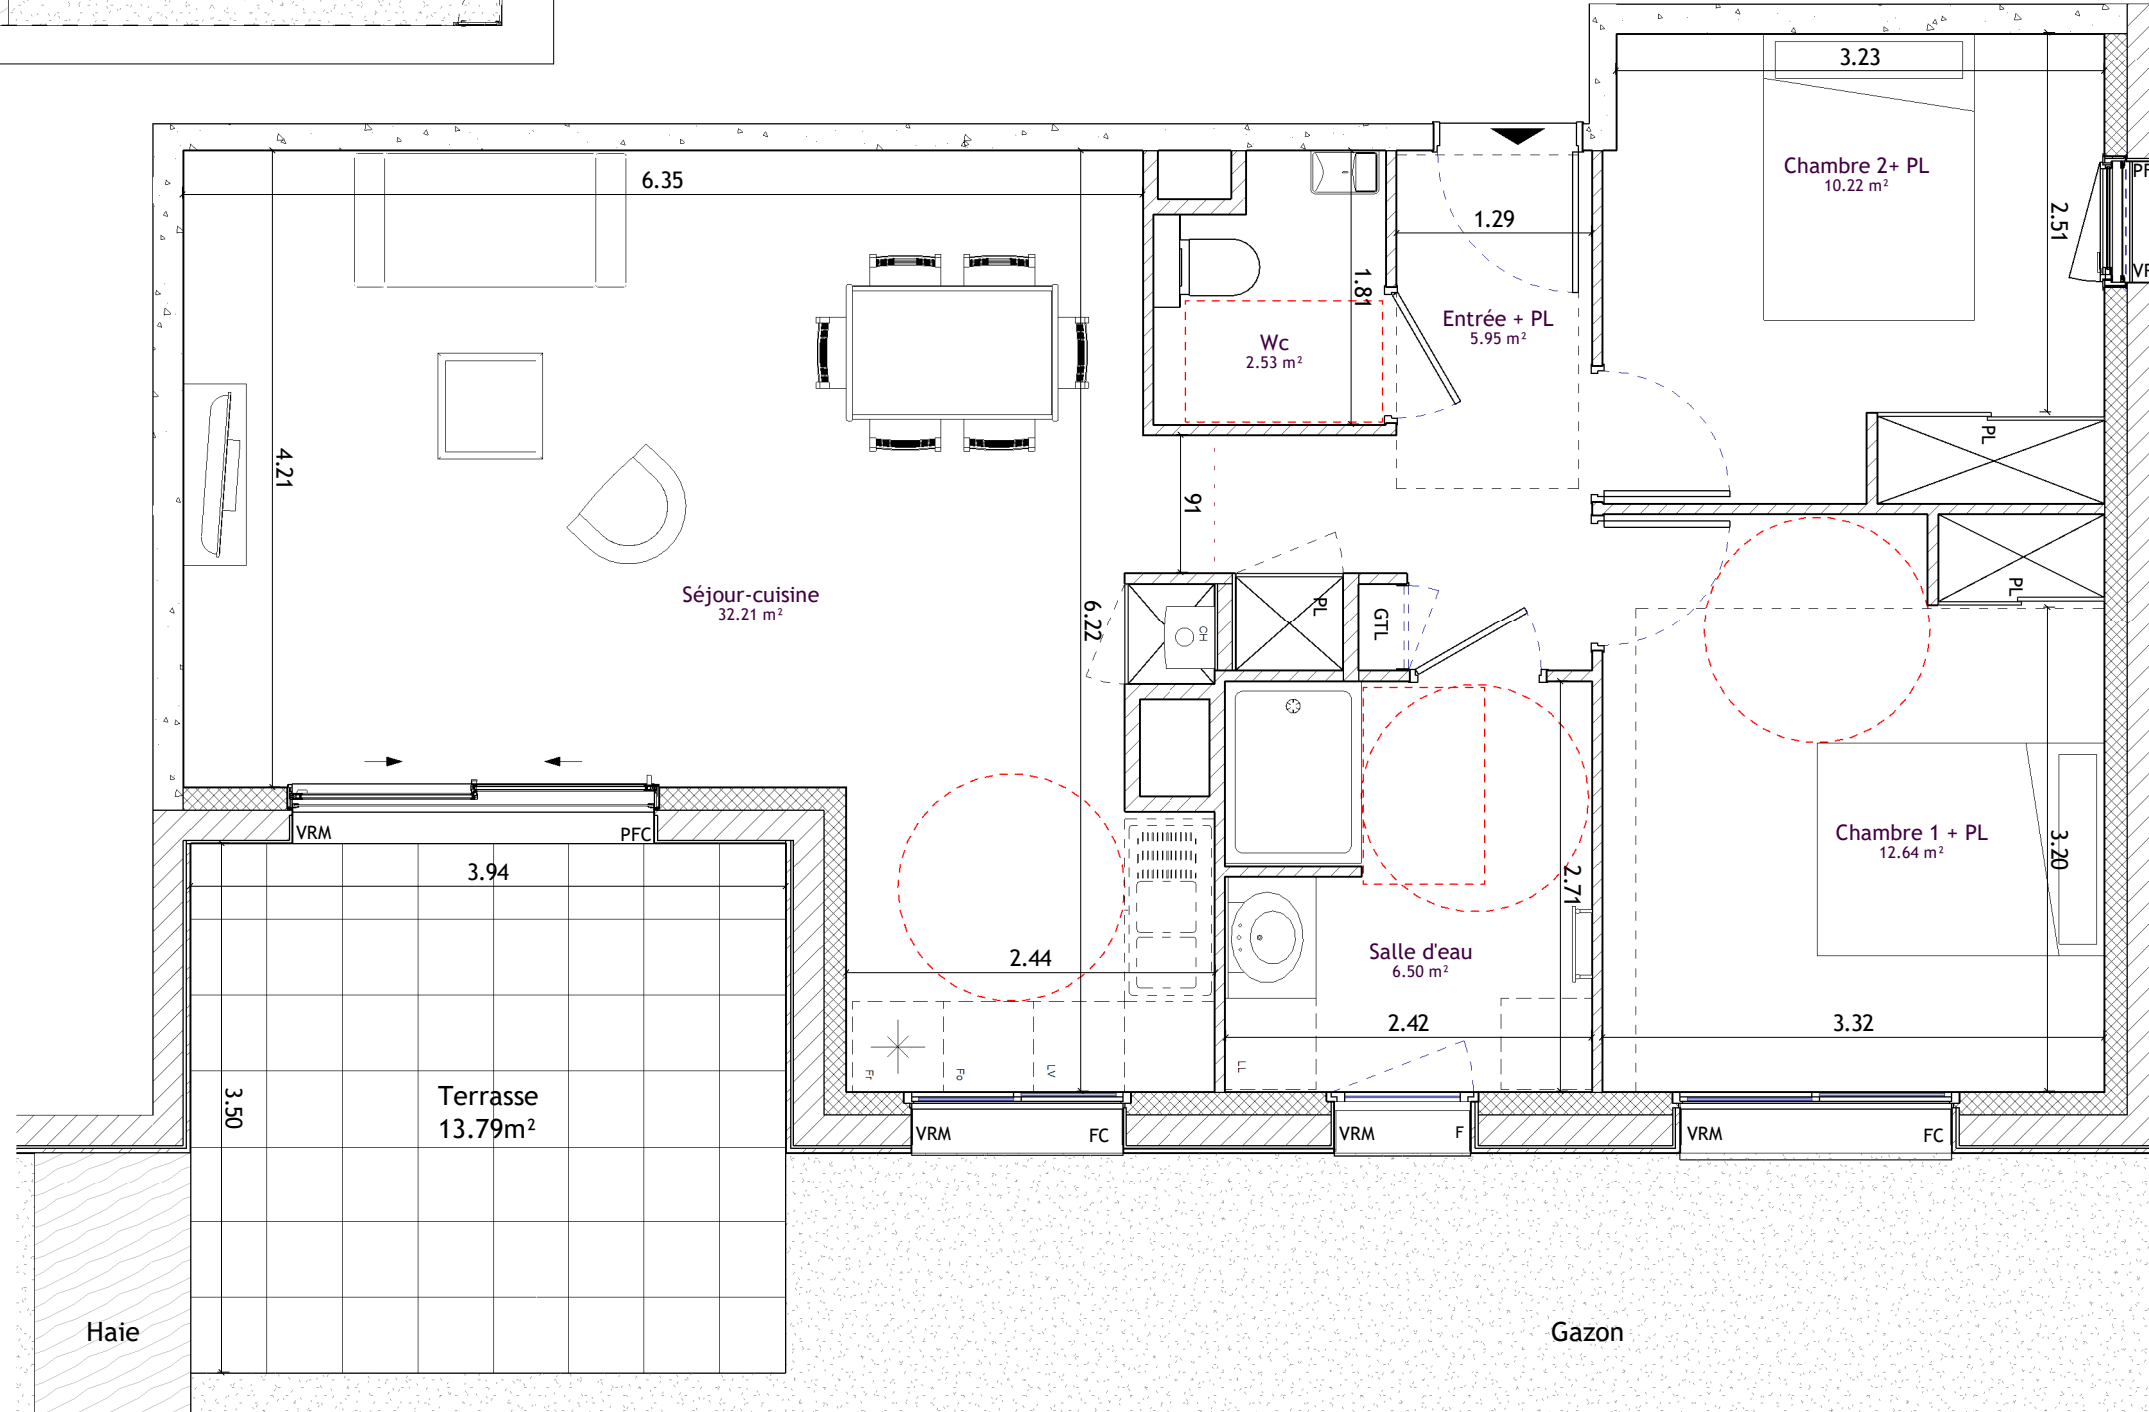 3.23
Chambre 2+ PL
10.22 m²
2.51
6.35
1.29
1.81
Entrée + PL
5.95 m²
Wc
2.53 m²
PL
4.21
91
Séjour-cuisine
32.21 m²
6.22
CH
PL
GTL
PL
VRM
PFC
3.94
Chambre 1 + PL
12.64 m²
3.20
2.71
2.44
Salle d'eau
6.50 m²
2.42
3.32
Fr
Fo
LV
LL
3.50
Terrasse
13.79m²
VRM
FC
VRM
F
VRM
FC
Haie
Gazon